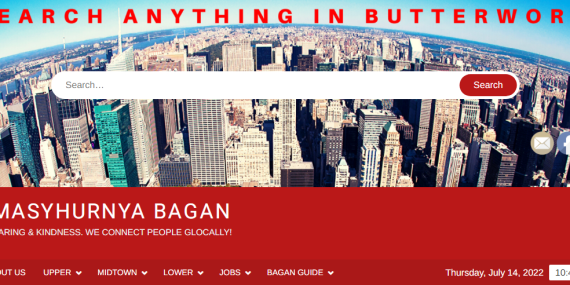 EARCH ANYTHING IN BUTTERWOR
Search...
Search
MASYHURNYA BAGAN
ARING & KINDNESS. WE CONNECT PEOPLE GLOCALLY!
OUT US UPPER MIDTOWN LOWER JOBS BAGAN GUIDE Thursday, July 14, 2022 10:4